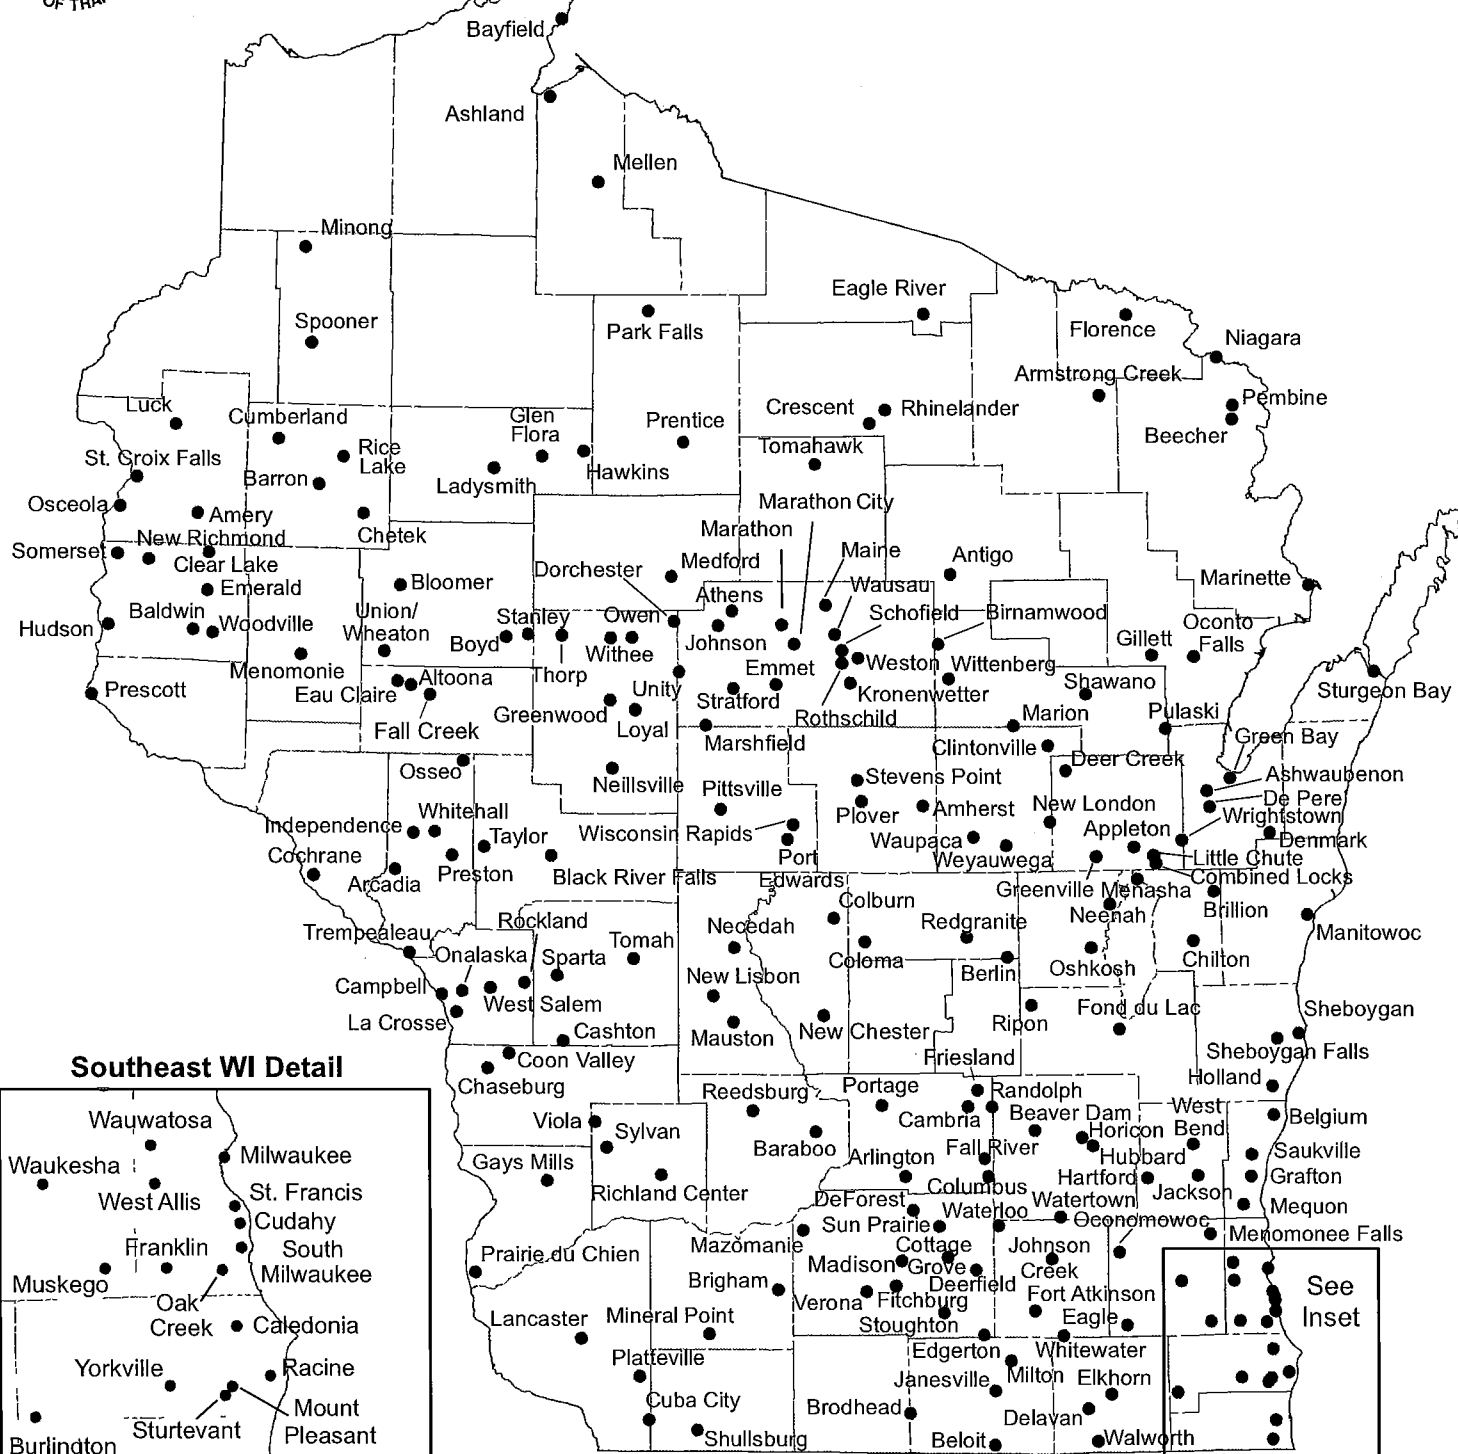 OF THAT
Bayfield
Ashland
Mellen
Minong
Eagle River
Spooner
Park Falls
Florence
Niagara
Armstrong Creek
Luck
Cumberland
Glen
Flora
Prentice
Crescent
Rhinelander
Pembine
Beecher
St. Croix Falls
Rice
Lake
Tomahawk
Barron
Ladysmith
Hawkins
Osceola
Amery
Marathon City
New Richmond
Chetek
Marathon
Somerset
Clear Lake
Dorchester
Medford
Maine
Antigo
Emerald
Bloomer
Athens
Wausau
Marinette
Baldwin
Woodville
Union/
Wheaton
Stanley
Owen
Schofield
Birnamwood
Oconto
Falls
Hudson
Boyd
Withee
Johnson
Gillett
Menomonie
Thorp
Emmet
Weston
Wittenberg
Prescott
Eau Claire
Altoona
Unity
Stratford
Kronenwetter
Shawano
Sturgeon Bay
Greenwood
Rothschild
Marion
Pulaski
Fall Creek
Loyal
Marshfield
Clintonville
Green Bay
Osseo
Neillsville
Pittsville
Stevens Point
Deer Creek
Ashwaubenon
De Pere
Whitehall
Plover
Amherst
New London
Wrightstown
Independence
Taylor
Wisconsin Rapids
Waupaca
Appleton
Denmark
Cochrane
Port
Edwards
Weyauwega
Little Chute
Arcadia
Preston
Black River Falls
Greenville
Menasha
Combined Locks
Colburn
Neenah
Brillion
Trempealeau
Rockland
Necedah
Redgranite
Manitowoc
Onalaska
Sparta
Tomah
Coloma
Berlin
Oshkosh
Chilton
Campbell
West Salem
New Lisbon
La Crosse
Cashton
Mauston
New Chester
Ripon
Fond du Lac
Sheboygan
Coon Valley
Friesland
Sheboygan Falls
Chaseburg
Reedsburg
Portage
Randolph
Holland
Viola
Sylvan
Cambria
Beaver Dam
West
Bend
Belgium
Baraboo
Horicon
Gays Mills
Arlington
Fall River
Hubbard
Saukville
Richland Center
Columbus
Hartford
Jackson
Grafton
DeForest
Waterloo
Watertown
Mequon
Sun Prairie
Oconomowoc
Menomonee Falls
Prairie du Chien
Mazomanie
Cottage
Grove
Johnson
Creek
Madison
Deerfield
Brigham
Verona
Fitchburg
Fort Atkinson
See
Inset
Lancaster
Mineral Point
Stoughton
Eagle
Platteville
Edgerton
Whitewater
Janesville
Milton
Elkhorn
Cuba City
Brodhead
Delavan
Shullsburg
Beloit
Walworth
Southeast WI Detail
Wauwatosa
Waukesha
Milwaukee
West Allis
St. Francis
Cudahy
Franklin
South
Milwaukee
Muskego
Oak
Creek
Caledonia
Yorkville
Racine
Sturtevant
Mount
Pleasant
Burlington